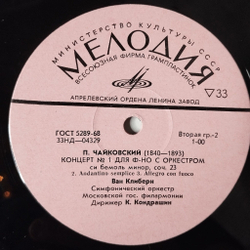 МИНИСТЕРСТВО КУЛЬТУРЫ СССР
МЕЛОДИЯ
ВСЕСОЮЗНАЯ ФИРМА ГРАМПЛАСТИНОК
33
АПРЕЛЕВСКИЙ ОРДЕНА ЛЕНИНА ЗАВОД
ГОСТ 5289-68
33НД—04329
Вторая гр.-2
1-00
П. ЧАЙКОВСКИЙ (1840—1893)
КОНЦЕРТ № 1 ДЛЯ Ф-НО С ОРКЕСТРОМ
си бемоль минор, соч. 23
2. Andantino semplice 3. Allegro con fuoco
Ван Клиберн
Симфонический оркестр
Московской гос. филармонии
Дирижер К. Кондрашин